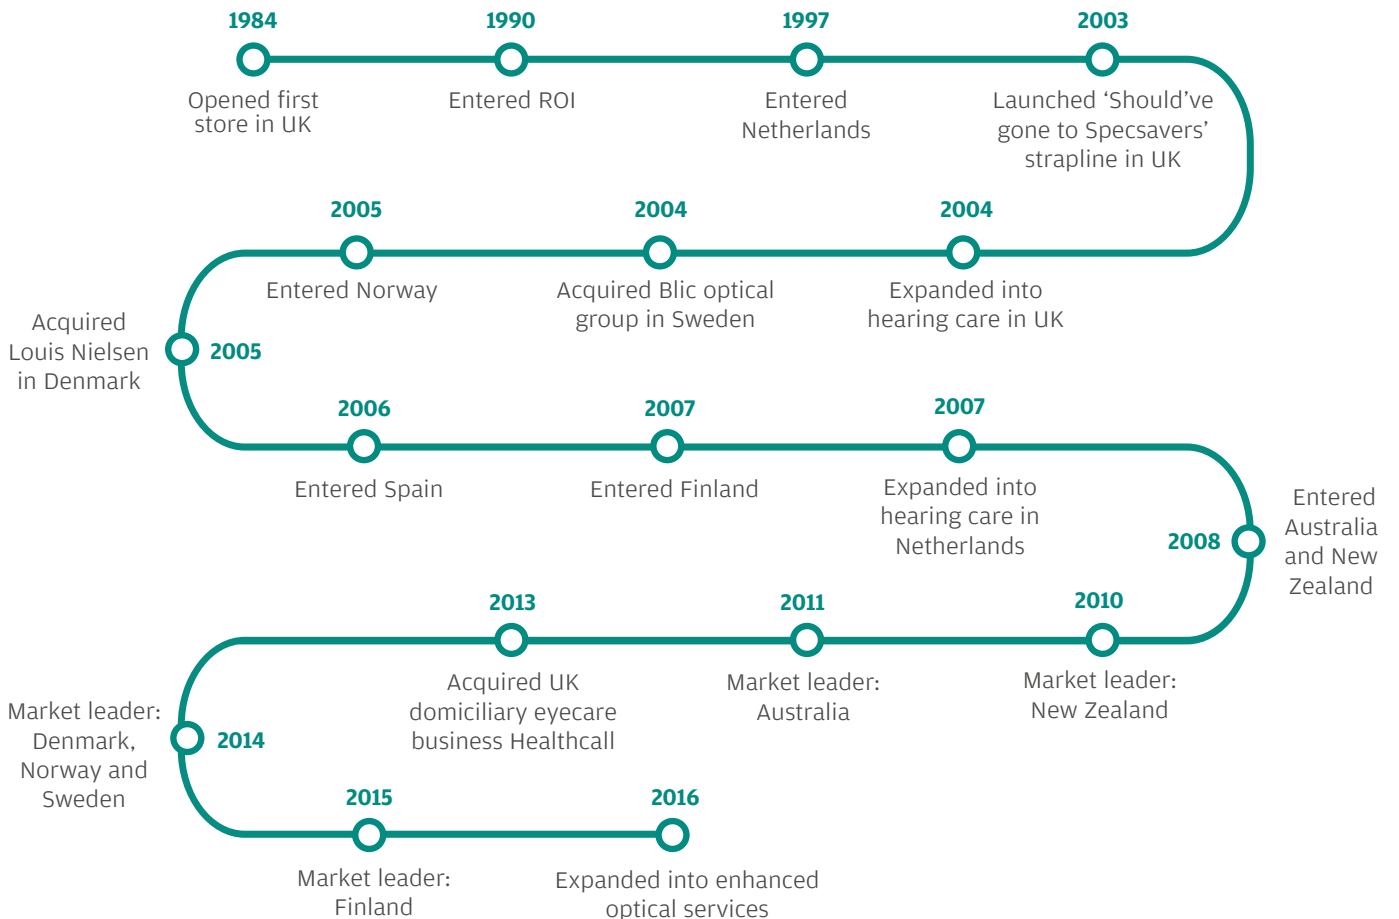 1984
Opened first
store in UK
1990
Entered ROI
1997
Entered
Netherlands
2003
Launched ‘Should’ve
gone to Specsavers’
strapline in UK
2004
Expanded into
hearing care in UK
2004
Acquired Blic optical
group in Sweden
2005
Entered Norway
2005
Acquired
Louis Nielsen
in Denmark
2006
Entered Spain
2007
Entered Finland
2007
Expanded into
hearing care in
Netherlands
2008
Entered
Australia
and New
Zealand
2010
Market leader:
New Zealand
2011
Market leader:
Australia
2013
Acquired UK
domiciliary eyecare
business Healthcall
2014
Market leader:
Denmark,
Norway and
Sweden
2015
Market leader:
Finland
2016
Expanded into enhanced
optical services